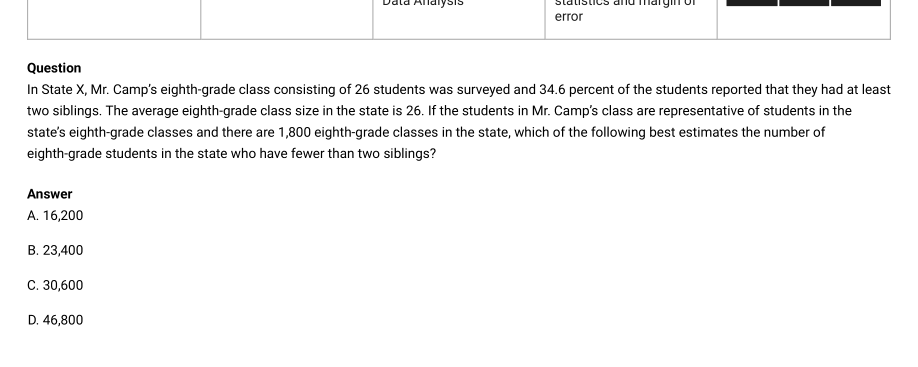 Data Analysis
statistics and margin of
error
Question
In State X, Mr. Camp’s eighth-grade class consisting of 26 students was surveyed and 34.6 percent of the students reported that they had at least
two siblings. The average eighth-grade class size in the state is 26. If the students in Mr. Camp’s class are representative of students in the
state’s eighth-grade classes and there are 1,800 eighth-grade classes in the state, which of the following best estimates the number of
eighth-grade students in the state who have fewer than two siblings?
Answer
A. 16,200
B. 23,400
C. 30,600
D. 46,800